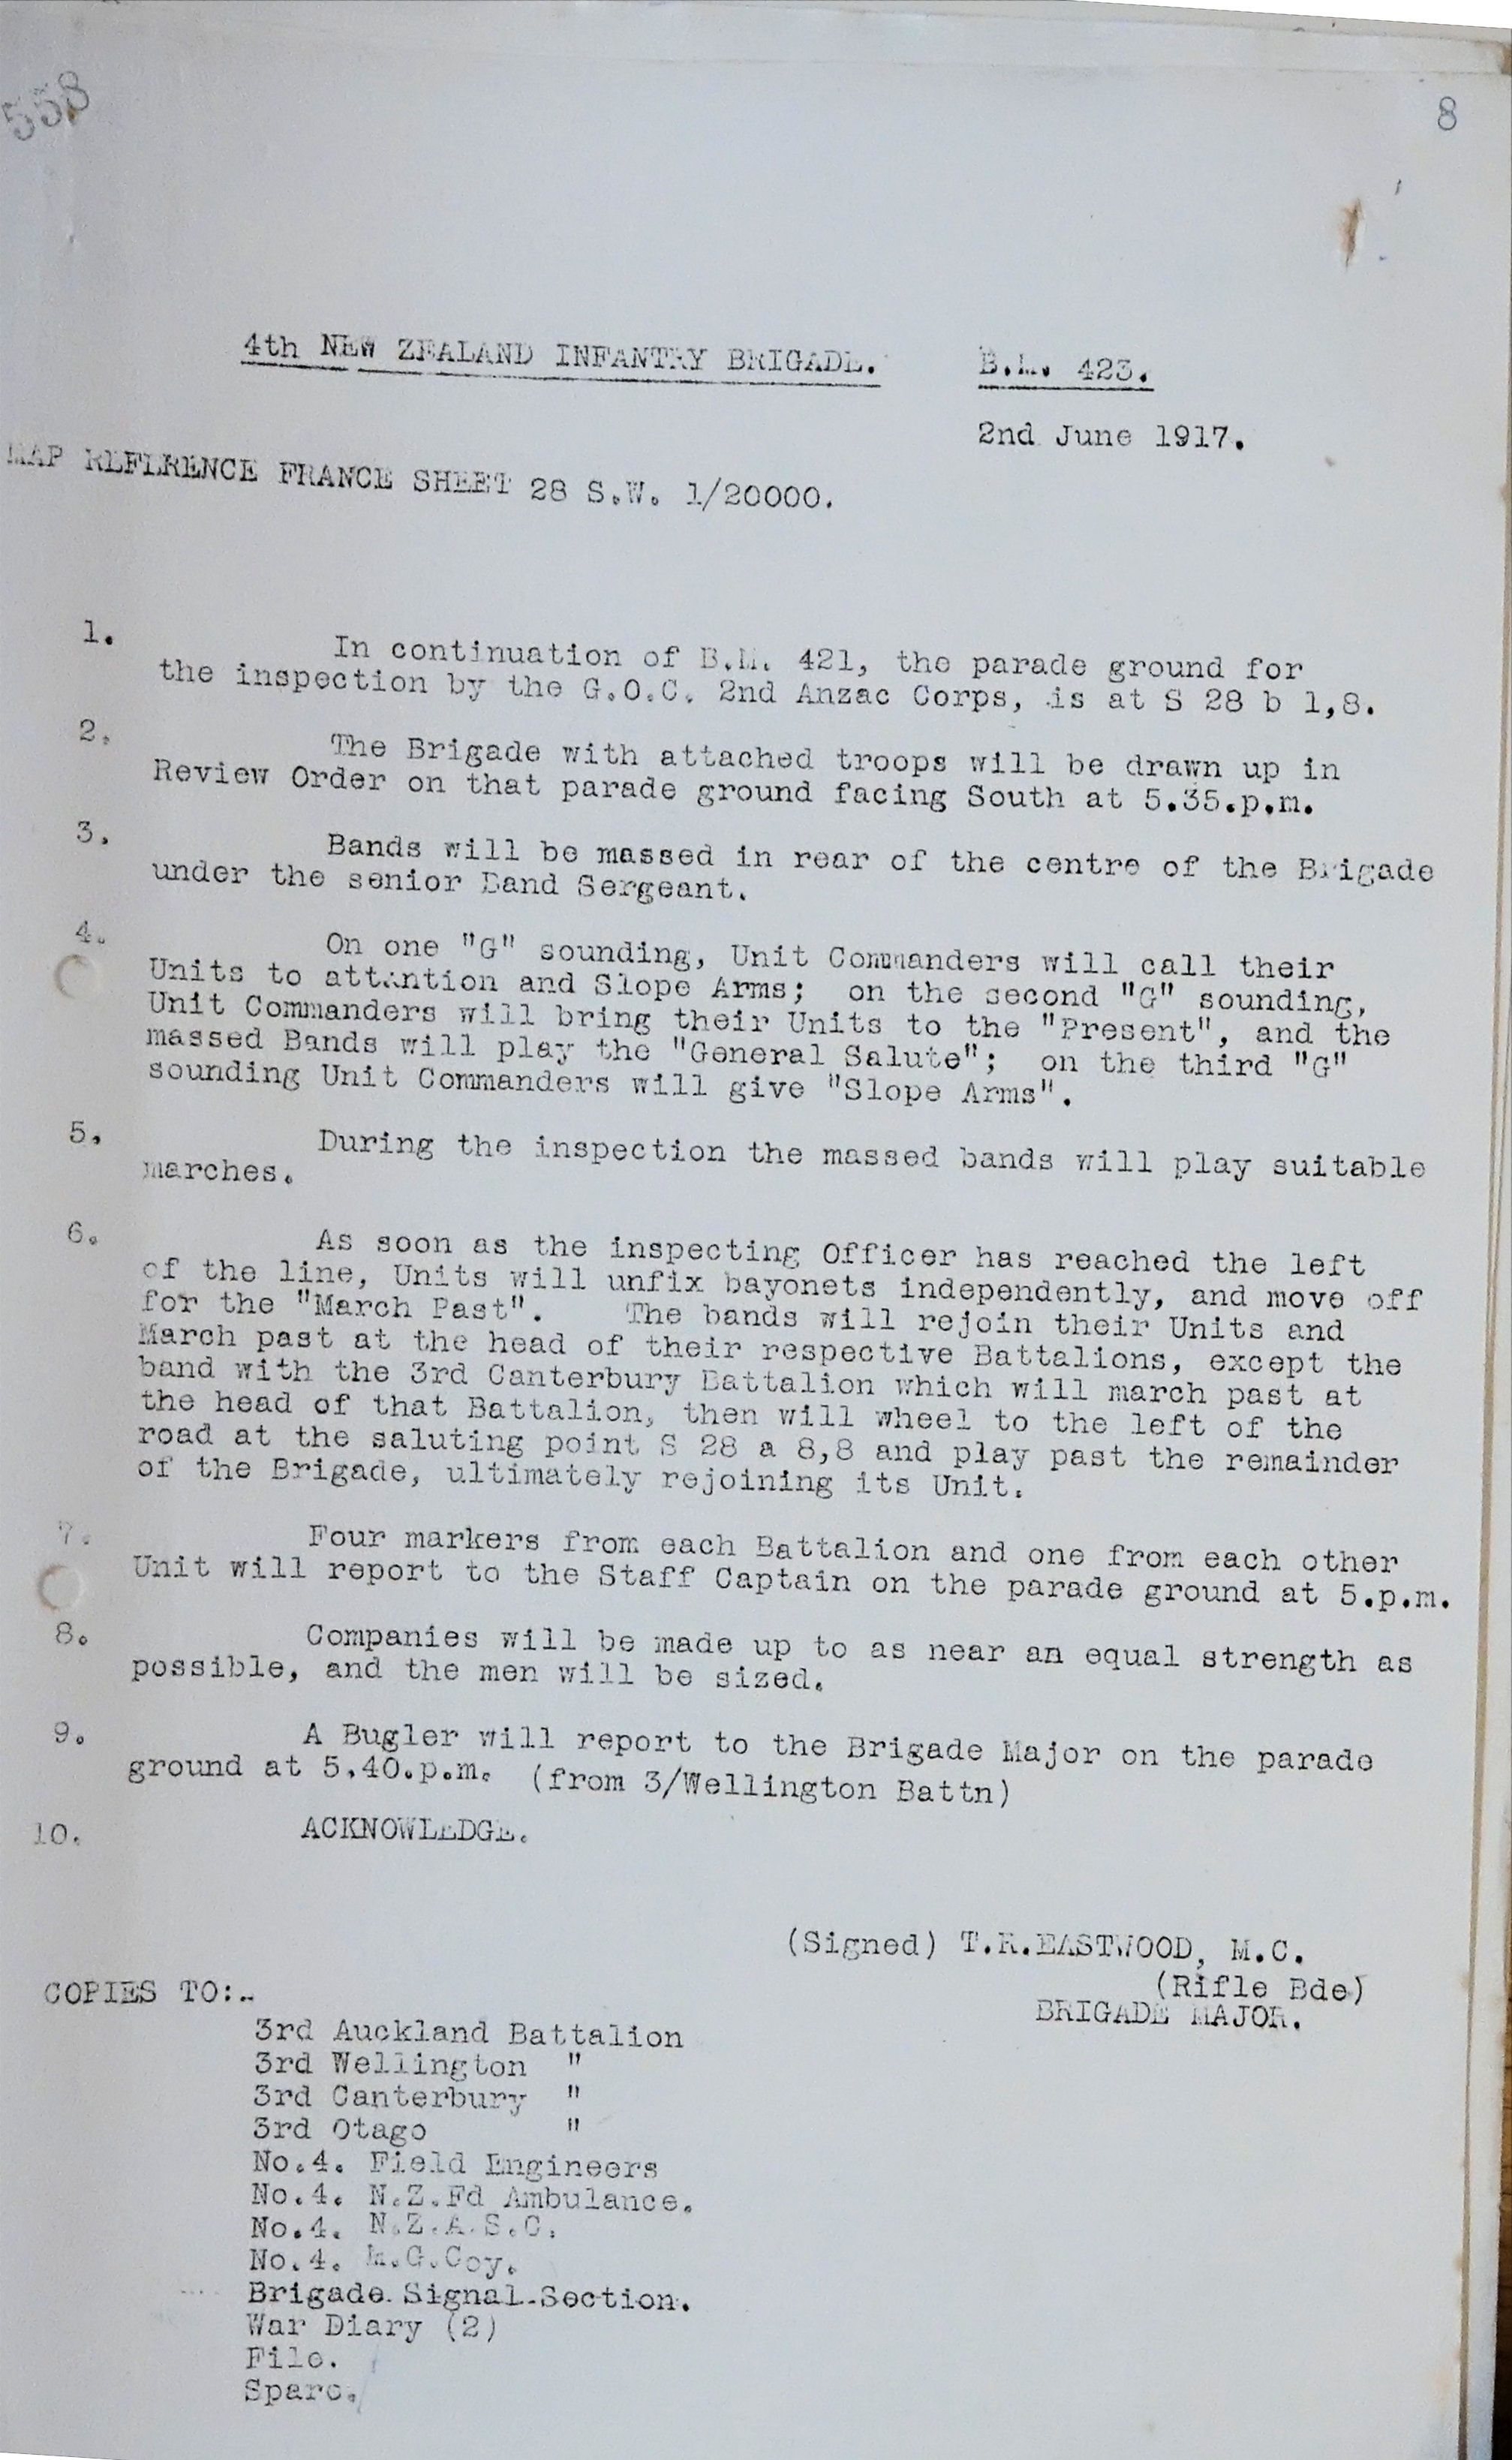 558
8
4th NEW ZEALAND INFANTRY BRIGADE. B.M. 423.
2nd June 1917.
MAP REFERENCE FRANCE SHEET 28 S.W. 1/20000.
1. In continuation of B.M. 421, the parade ground for
the inspection by the G.O.C. 2nd Anzac Corps, is at S 28 b 1,8.
2. The Brigade with attached troops will be drawn up in
Review Order on that parade ground facing South at 5.35.p.m.
3. Bands will be massed in rear of the centre of the Brigade
under the senior Band Sergeant.
4. On one "G" sounding, Unit Commanders will call their
Units to attention and Slope Arms; on the second "G" sounding,
Unit Commanders will bring their Units to the "Present", and the
massed Bands will play the "General Salute"; on the third "G"
sounding Unit Commanders will give "Slope Arms".
5. During the inspection the massed bands will play suitable
marches.
6. As soon as the inspecting Officer has reached the left
of the line, Units will unfix bayonets independently, and move off
for the "March Past". The bands will rejoin their Units and
March past at the head of their respective Battalions, except the
band with the 3rd Canterbury Battalion which will march past at
the head of that Battalion, then will wheel to the left of the
road at the saluting point S 28 a 8,8 and play past the remainder
of the Brigade, ultimately rejoining its Unit.
7. Four markers from each Battalion and one from each other
Unit will report to the Staff Captain on the parade ground at 5.p.m.
8. Companies will be made up to as near an equal strength as
possible, and the men will be sized.
9. A Bugler will report to the Brigade Major on the parade
ground at 5.40.p.m. (from 3/Wellington Battn)
10. ACKNOWLEDGE.
(Signed) T.R.EASTWOOD, M.C.
(Rifle Bde)
BRIGADE MAJOR.
COPIES TO:-
3rd Auckland Battalion
3rd Wellington "
3rd Canterbury "
3rd Otago "
No.4. Field Engineers
No.4. N.Z.Fd Ambulance.
No.4. N.Z.A.S.C.
No.4. M.G.Coy.
Brigade Signal Section.
War Diary (2)
File.
Spare.